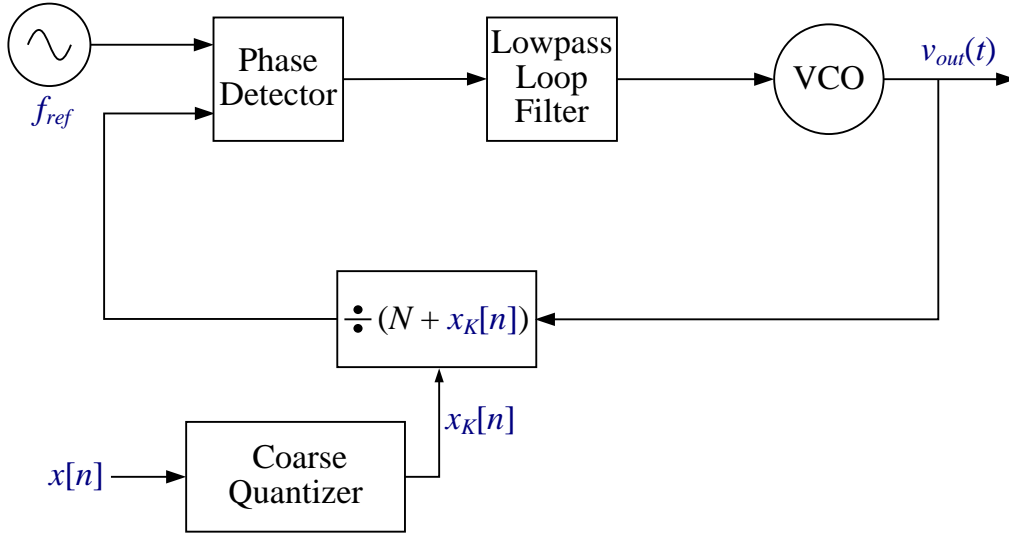 f_ref
Phase
Detector
Lowpass
Loop
Filter
VCO
v_out(t)
÷ (N + x_K[n])
x_K[n]
x[n]
Coarse
Quantizer